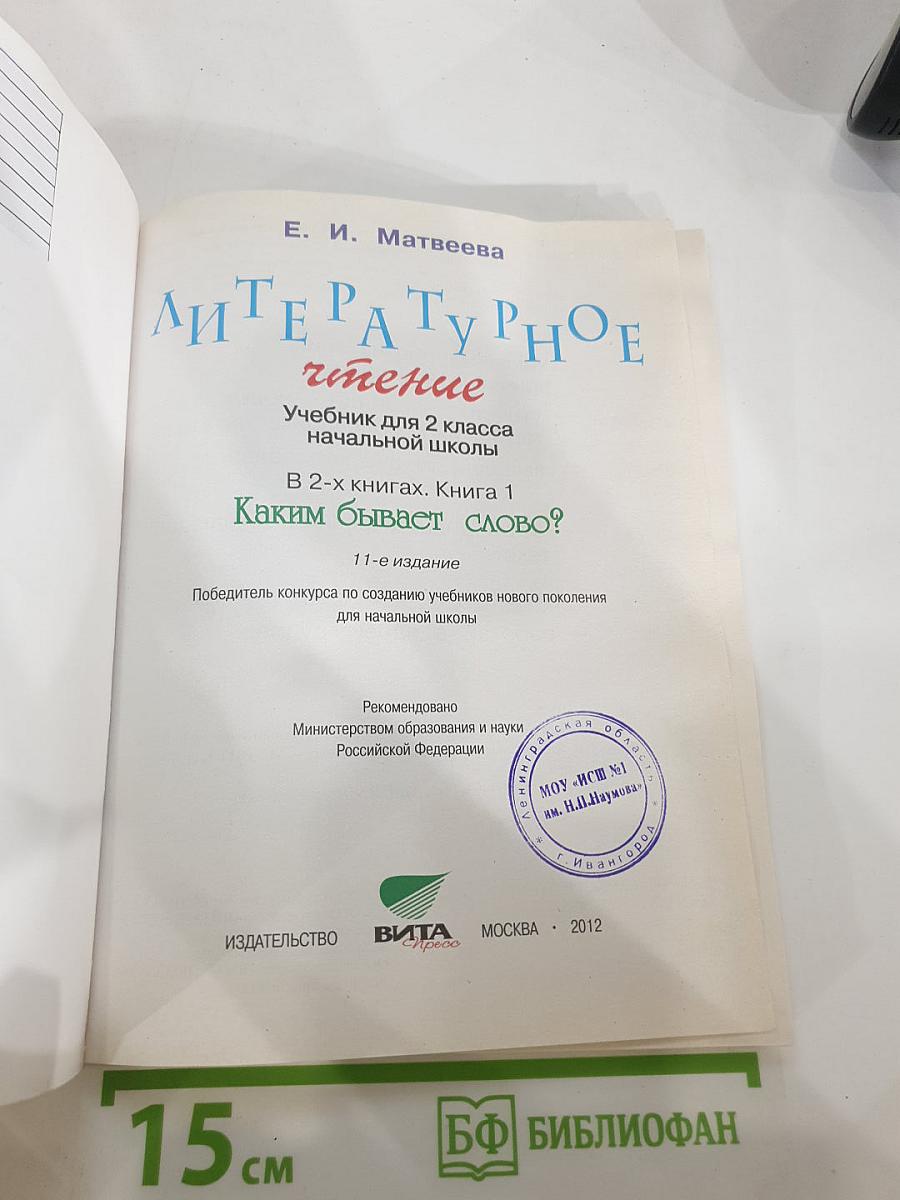 Е. И. Матвеева
ЛИТЕРАТУРНОЕ
чтение
Учебник для 2 класса
начальной школы
В 2-х книгах. Книга 1
Каким бывает слово?
11-е издание
Победитель конкурса по созданию учебников нового поколения
для начальной школы
Рекомендовано
Министерством образования и науки
Российской Федерации
* Ленинградская область *
МОУ «ИСШ №1
им. Н.П.Наумова»
г.Ивангород
ИЗДАТЕЛЬСТВО ВИТА МОСКВА · 2012
Пресс
15 см
БФ БИБЛИОФАН